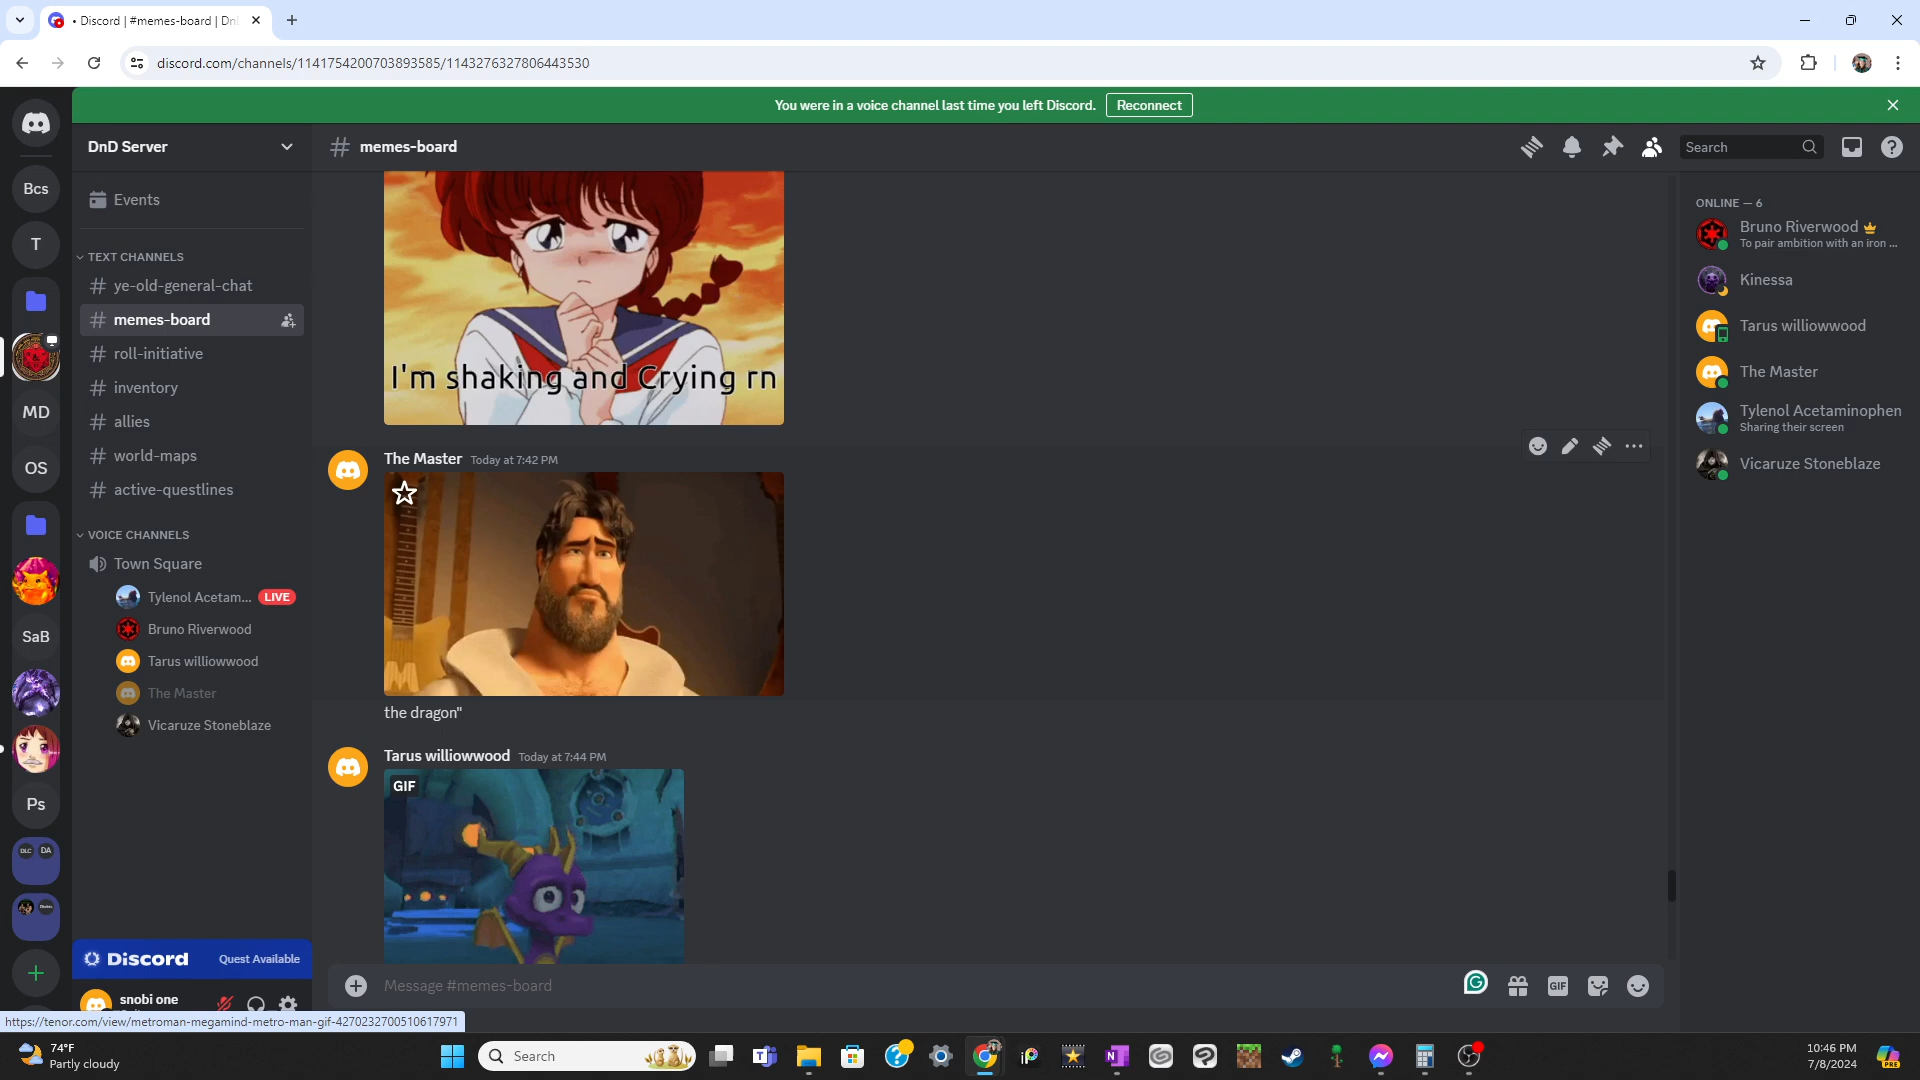 • Discord | #memes-board | Dn
discord.com/channels/1141754200703893585/1143276327806443530
You were in a voice channel last time you left Discord.
Reconnect
DnD Server
memes-board
Search
Events
TEXT CHANNELS
ye-old-general-chat
memes-board
roll-initiative
inventory
allies
world-maps
active-questlines
VOICE CHANNELS
Town Square
Tylenol Acetam...
LIVE
Bruno Riverwood
Tarus williowwood
The Master
Vicaruze Stoneblaze
Bcs
T
MD
OS
SaB
Ps
DLC DA
Discord
Quest Available
snobi one
I'm shaking and Crying rn
The Master Today at 7:42 PM
the dragon"
Tarus williowwood Today at 7:44 PM
GIF
Message #memes-board
GIF
ONLINE — 6
Bruno Riverwood
To pair ambition with an iron ...
Kinessa
Tarus williowwood
The Master
Tylenol Acetaminophen
Sharing their screen
Vicaruze Stoneblaze
https://tenor.com/view/metroman-megamind-metro-man-gif-4270232700510617971
74°F
Partly cloudy
Search
10:46 PM
7/8/2024